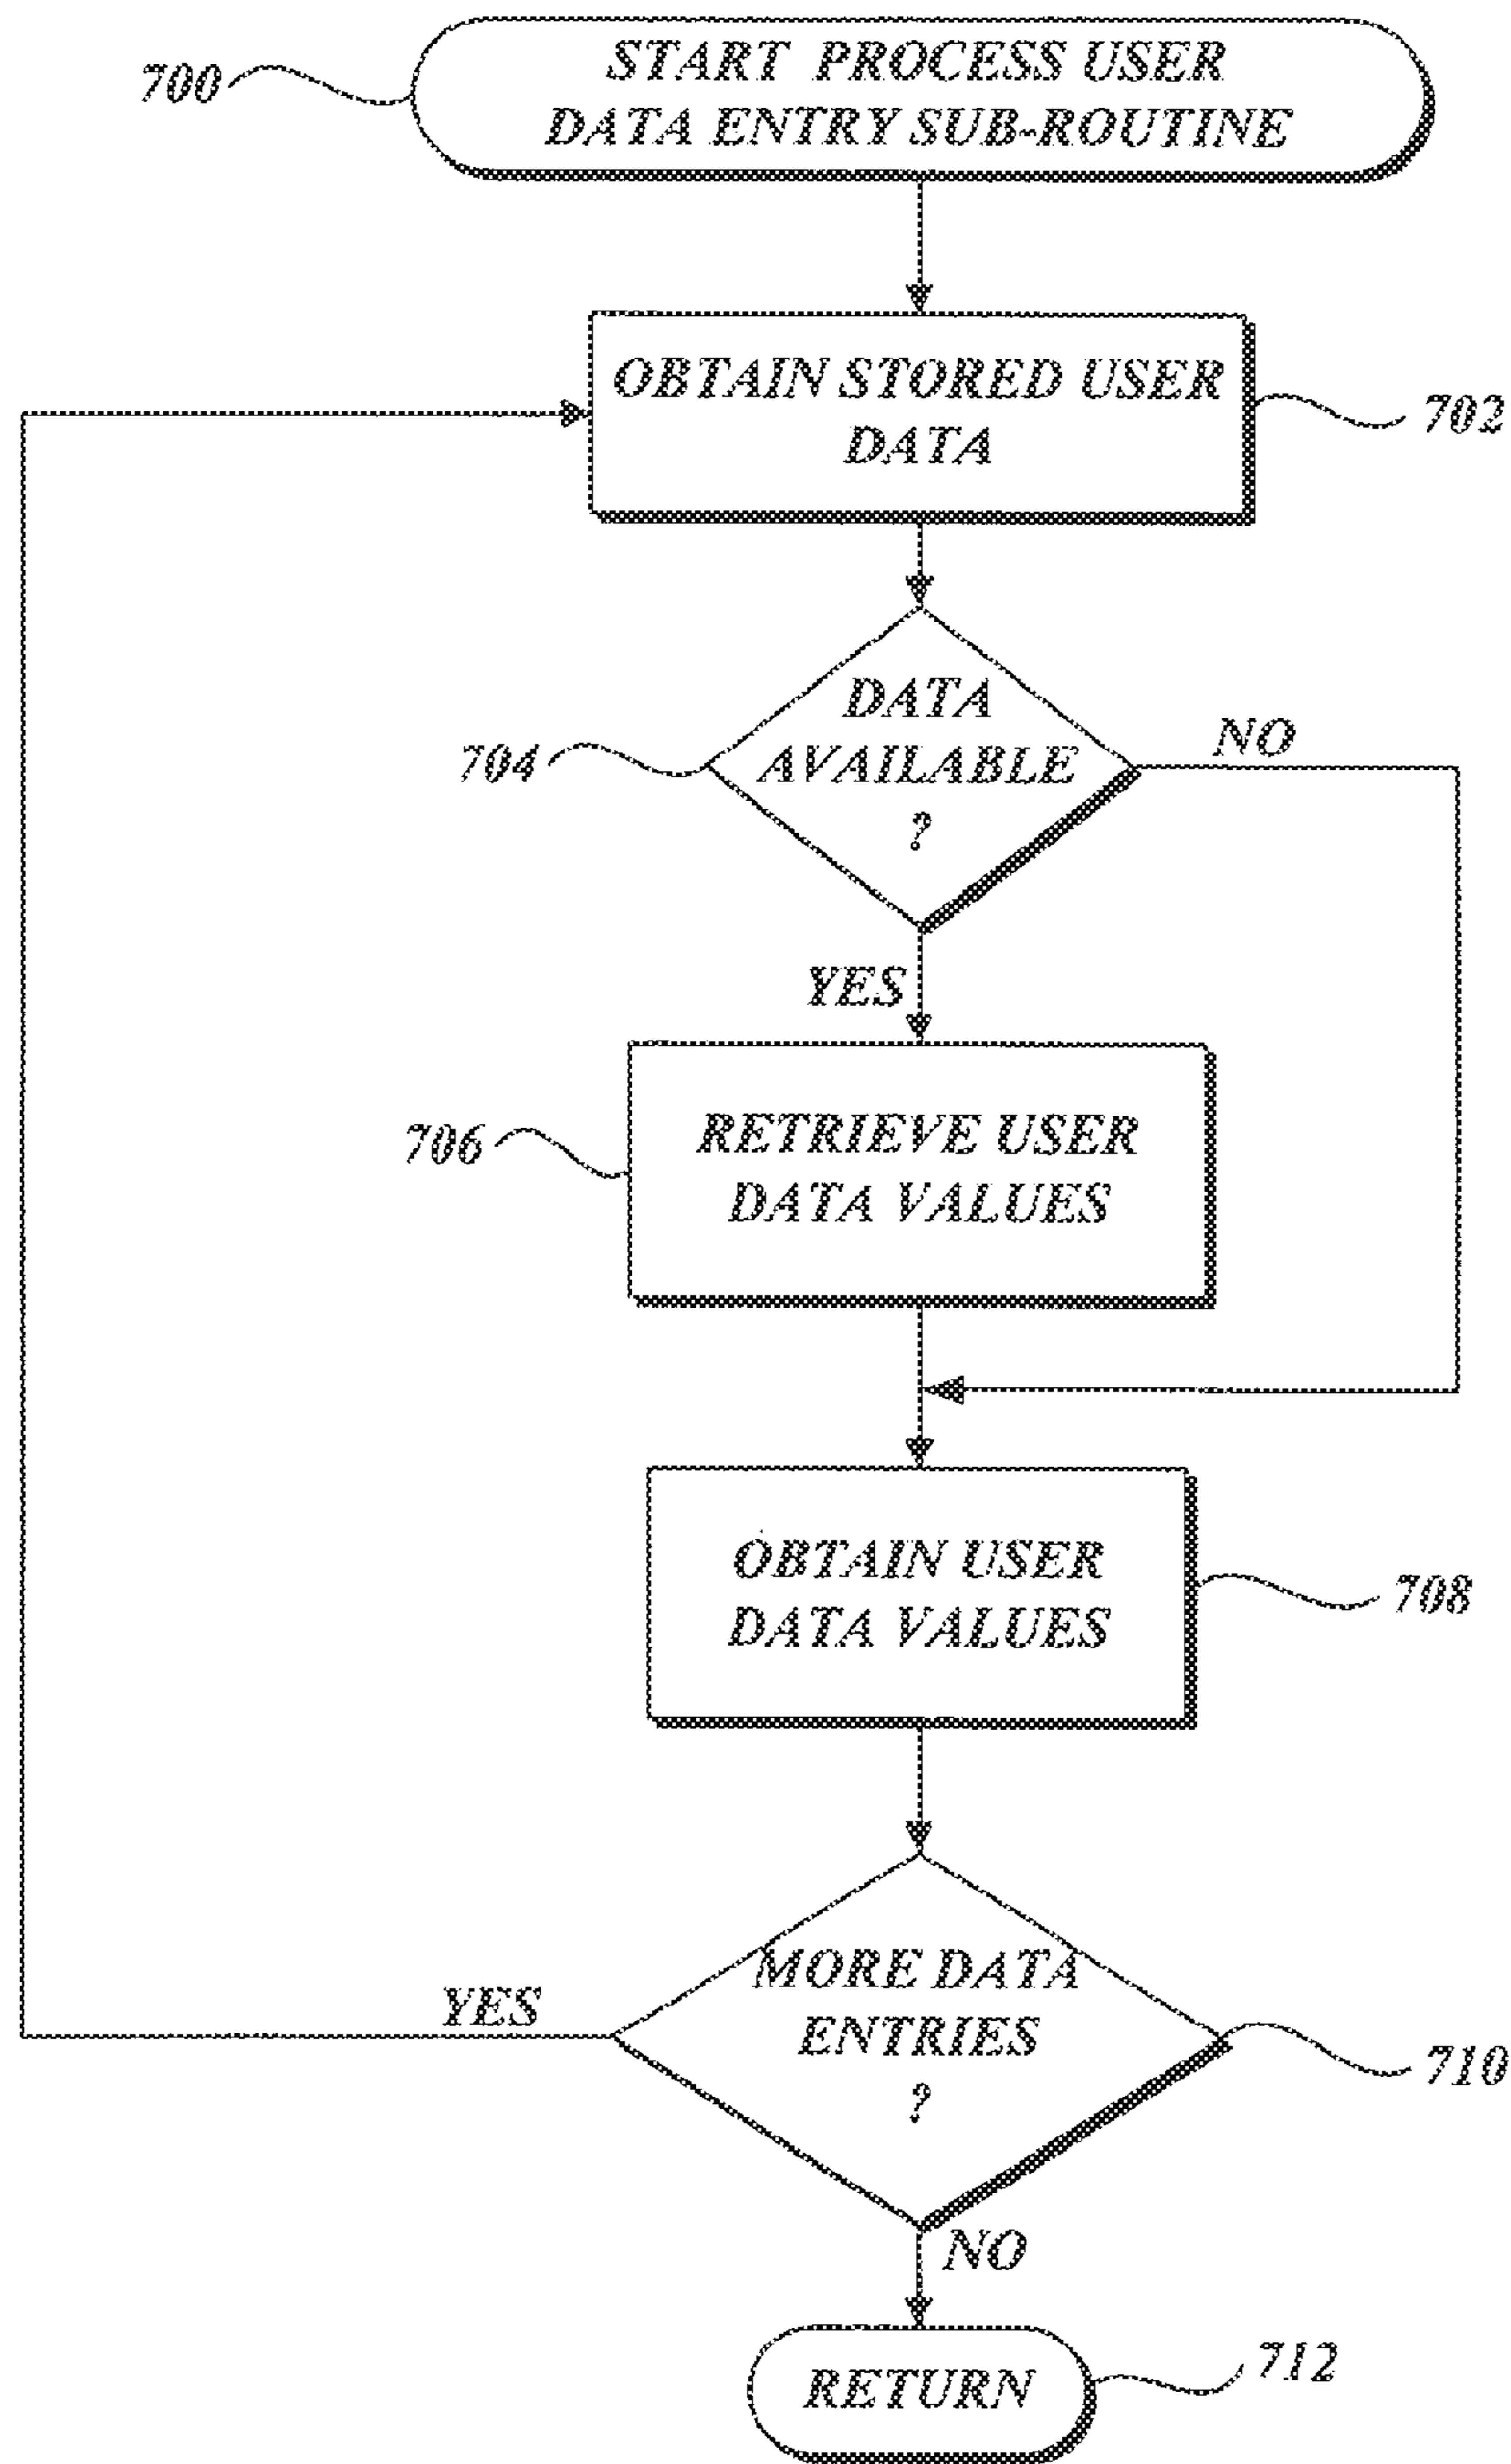 700
START PROCESS USER
DATA ENTRY SUB-ROUTINE
OBTAIN STORED USER
DATA
702
DATA
AVAILABLE
?
704
NO
YES
706
RETRIEVE USER
DATA VALUES
OBTAIN USER
DATA VALUES
708
MORE DATA
ENTRIES
?
YES
710
NO
RETURN
712